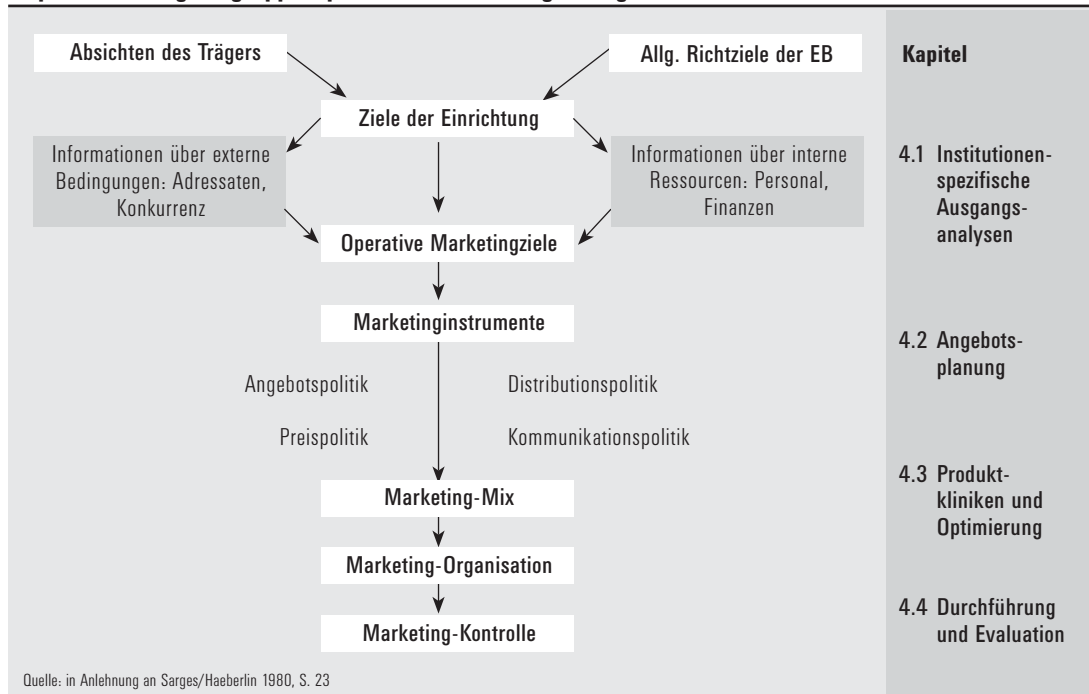 Absichten des Trägers
Allg. Richtziele der EB
Ziele der Einrichtung
Informationen über externe
Bedingungen: Adressaten,
Konkurrenz
Informationen über interne
Ressourcen: Personal,
Finanzen
Operative Marketingziele
Marketinginstrumente
Angebotspolitik
Distributionspolitik
Preispolitik
Kommunikationspolitik
Marketing-Mix
Marketing-Organisation
Marketing-Kontrolle
Quelle: in Anlehnung an Sarges/Haeberlin 1980, S. 23
Kapitel
4.1 Institutionen-
spezifische
Ausgangs-
analysen
4.2 Angebots-
planung
4.3 Produkt-
kliniken und
Optimierung
4.4 Durchführung
und Evaluation